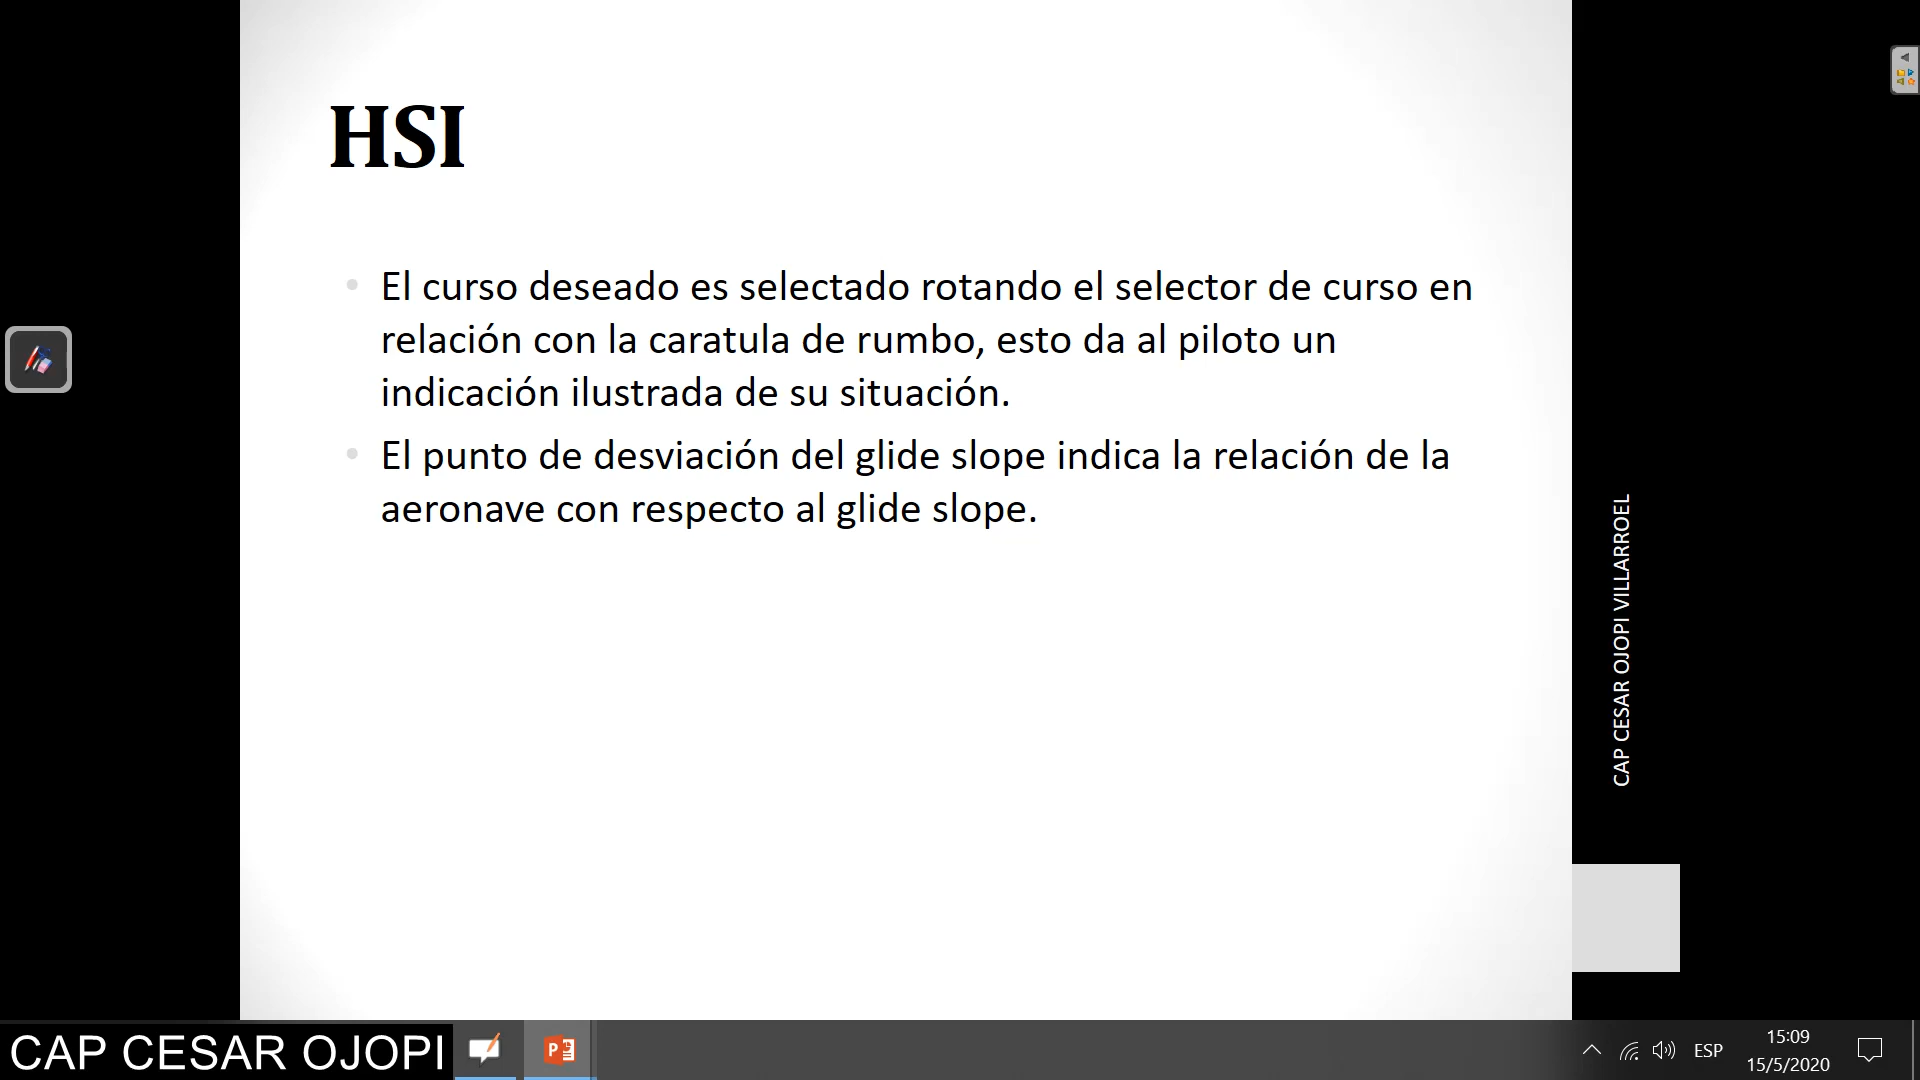 HSI
• El curso deseado es selectado rotando el selector de curso en
relación con la caratula de rumbo, esto da al piloto un
indicación ilustrada de su situación.
• El punto de desviación del glide slope indica la relación de la
aeronave con respecto al glide slope.
CAP CESAR OJOPI VILLARROEL
CAP CESAR OJOPI
ESP
15:09
15/5/2020